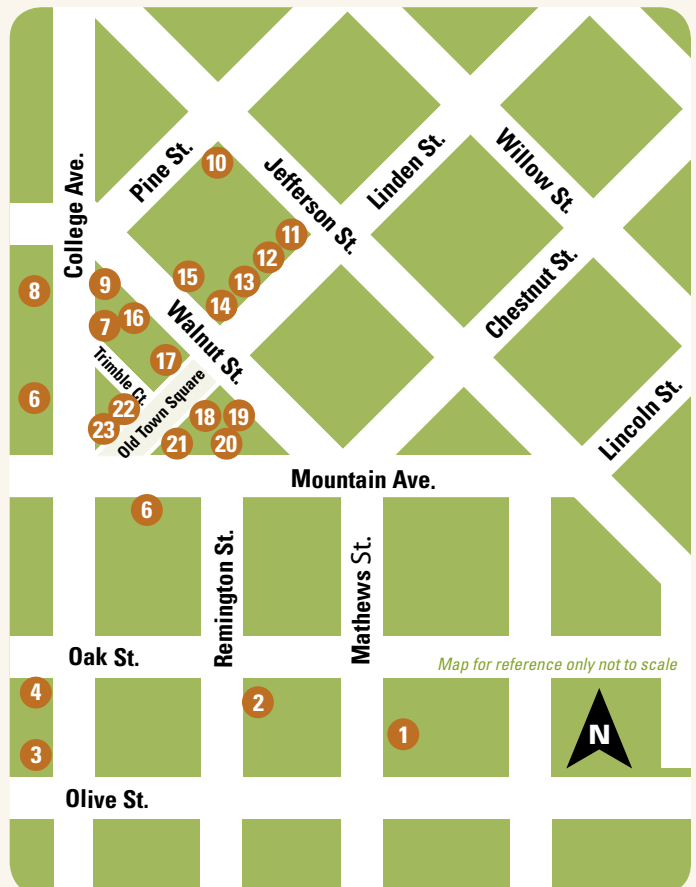 College Ave.
Pine St.
Jefferson St.
Linden St.
Willow St.
Chestnut St.
Lincoln St.
10
11
12
13
14
15
8
9
16
7
Walnut St.
17
Trimble Ct.
Old Town Square
6
22
23
18
19
21
20
Mountain Ave.
6
Remington St.
Mathews St.
Oak St.
Map for reference only not to scale
4
2
1
N
3
Olive St.